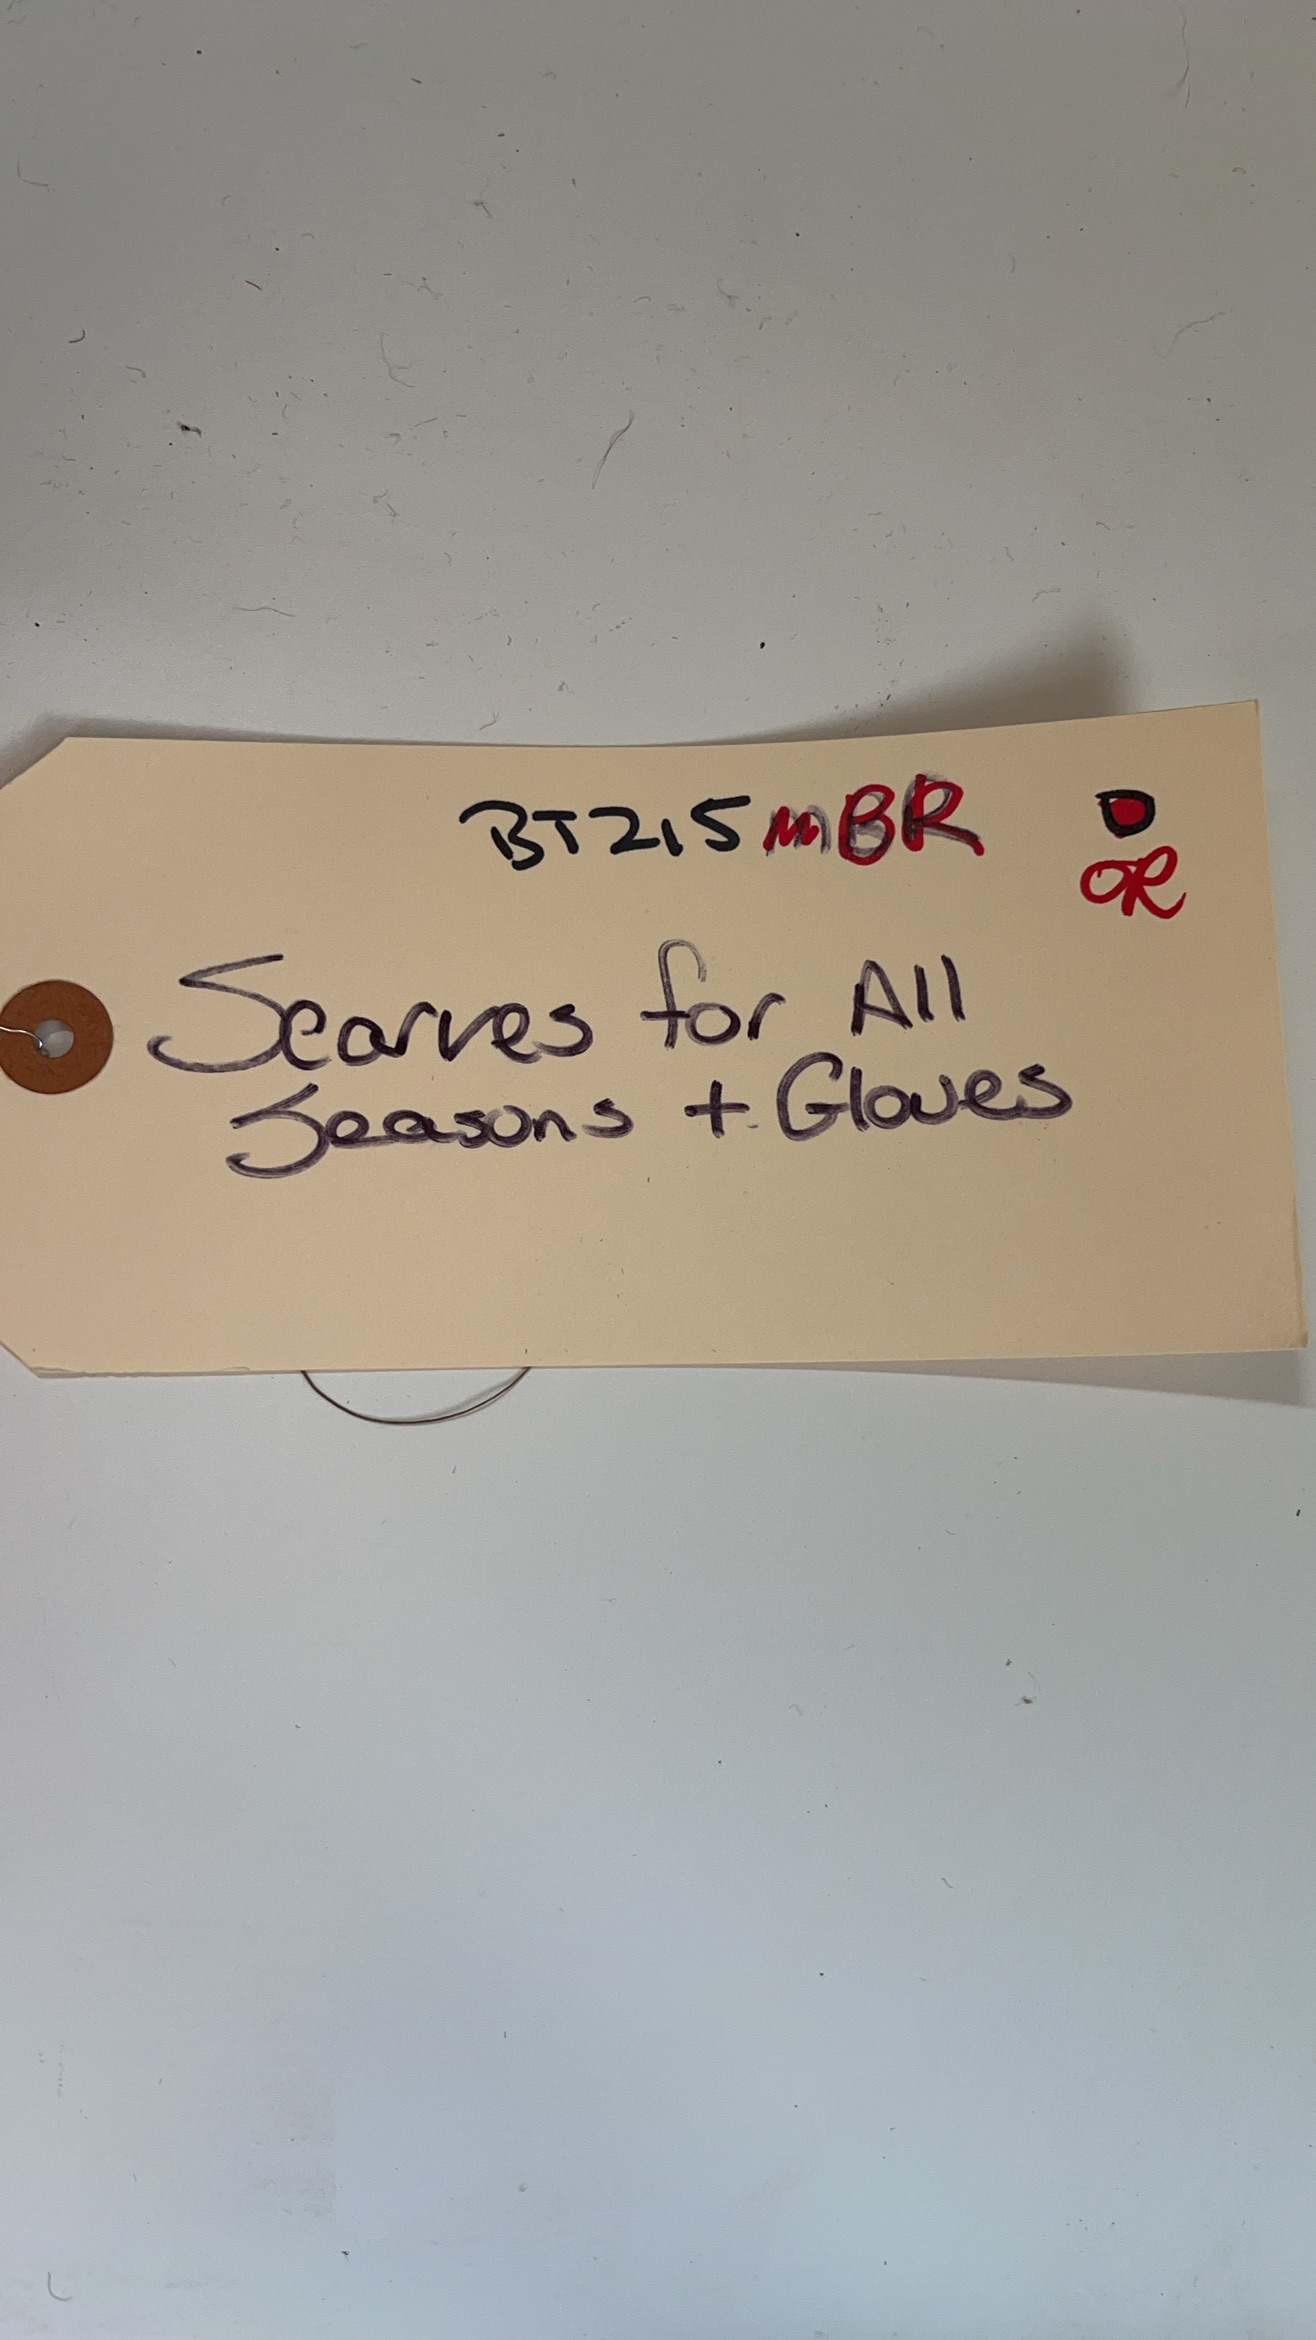 BT215MBR
OR
Scarves for All
Seasons + Gloves